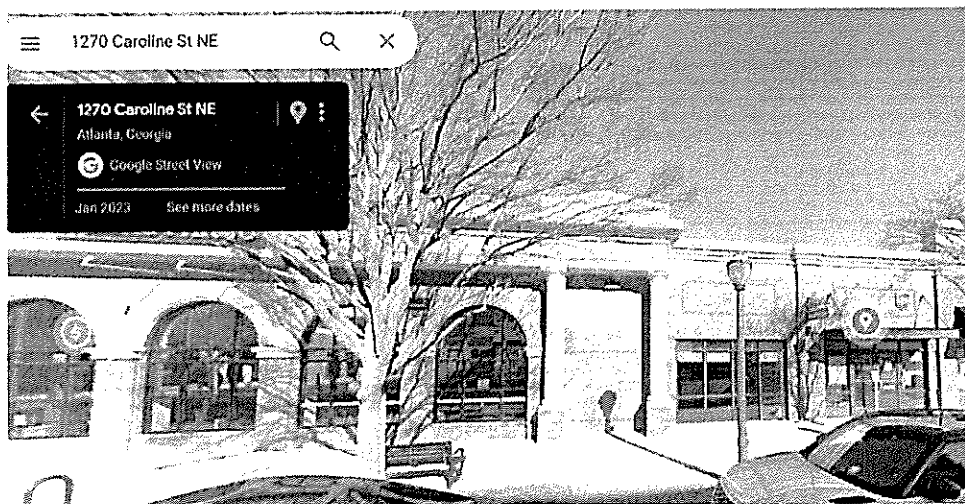 1270 Caroline St NE
1270 Caroline St NE
Atlanta, Georgia
Google Street View
Jan 2023 See more dates